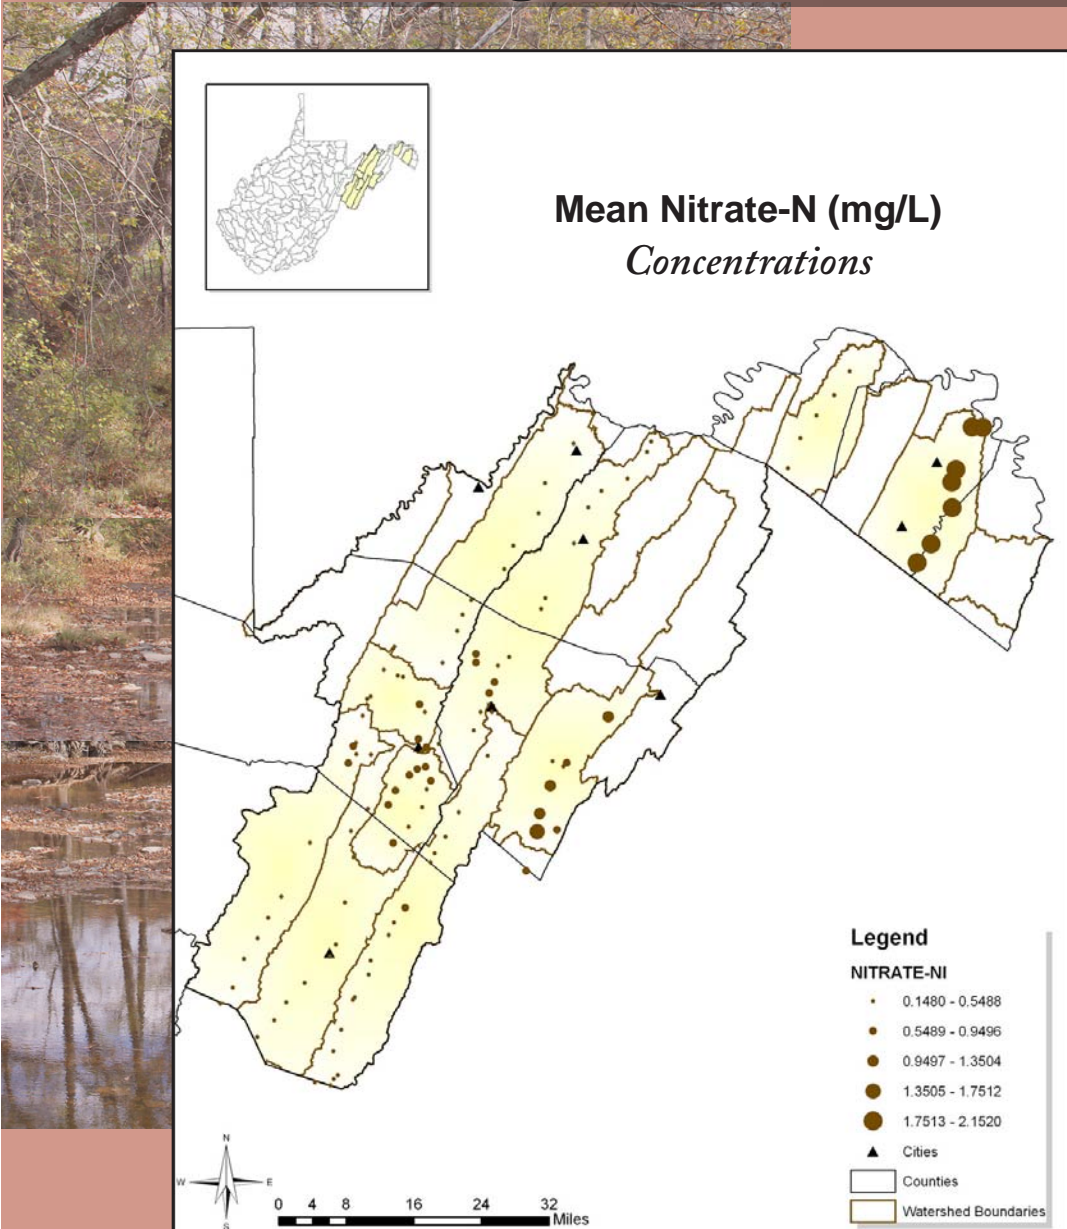 Mean Nitrate-N (mg/L)
Concentrations
Legend
NITRATE-NI
0.1480 - 0.5488
0.5489 - 0.9496
0.9497 - 1.3504
1.3505 - 1.7512
1.7513 - 2.1520
Cities
Counties
Watershed Boundaries
N
W E
S
0 4 8 16 24 32
Miles